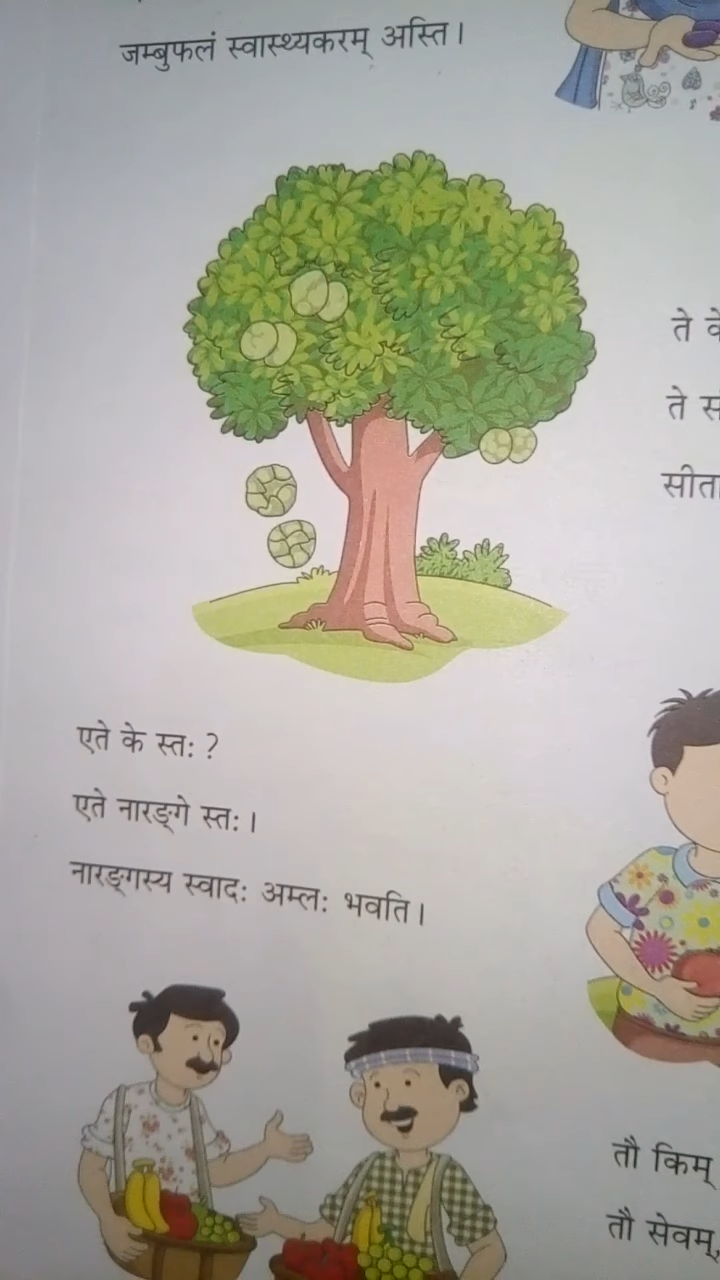 जम्बुफलं स्वास्थ्यकरम् अस्ति।
ते
ते
एते के स्तः ?
एते नारङ्गे स्तः।
नारङ्गस्य स्वादः अम्लः भवति।
तौ किम्
तौ सेवम्,